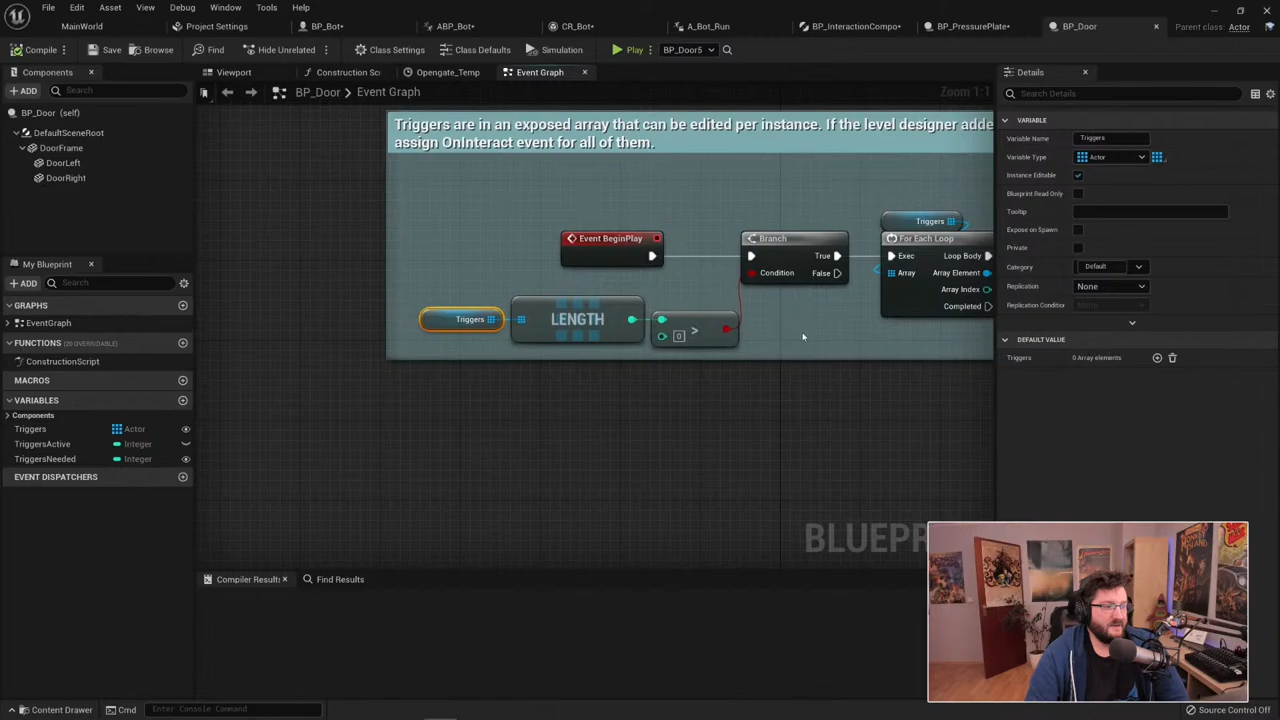 File Edit Asset View Debug Window Tools Help
MainWorld Project Settings BP_Bot* ABP_Bot* CR_Bot* A_Bot_Run BP_InteractionCompo* BP_PressurePlate* BP_Door Parent class: Actor
Compile Save Browse Find Hide Unrelated Class Settings Class Defaults Simulation Play BP_Door5
Components
Viewport Construction Scr Opengate_Temp Event Graph
Details
ADD Search
BP_Door Event Graph
Zoom 1:1
Search Details
BP_Door (self)
DefaultSceneRoot
DoorFrame
DoorLeft
DoorRight
Triggers are in an exposed array that can be edited per instance. If the level designer adde
assign OnInteract event for all of them.
Event BeginPlay
Branch
True
Condition
False
Triggers
For Each Loop
Exec
Loop Body
Array
Array Element
Array Index
Completed
Triggers
LENGTH
0
>
VARIABLE
Variable Name Triggers
Variable Type Actor
Instance Editable
Blueprint Read Only
Tooltip
Expose on Spawn
Private
Category Default
Replication None
Replication Condition
DEFAULT VALUE
Triggers 0 Array elements
My Blueprint
ADD Search
GRAPHS
EventGraph
FUNCTIONS (20 OVERRIDABLE)
ConstructionScript
MACROS
VARIABLES
Components
Triggers Actor
TriggersActive Integer
TriggersNeeded Integer
EVENT DISPATCHERS
BLUEPR
Compiler Results Find Results
Content Drawer Cmd Enter Console Command
Source Control Off